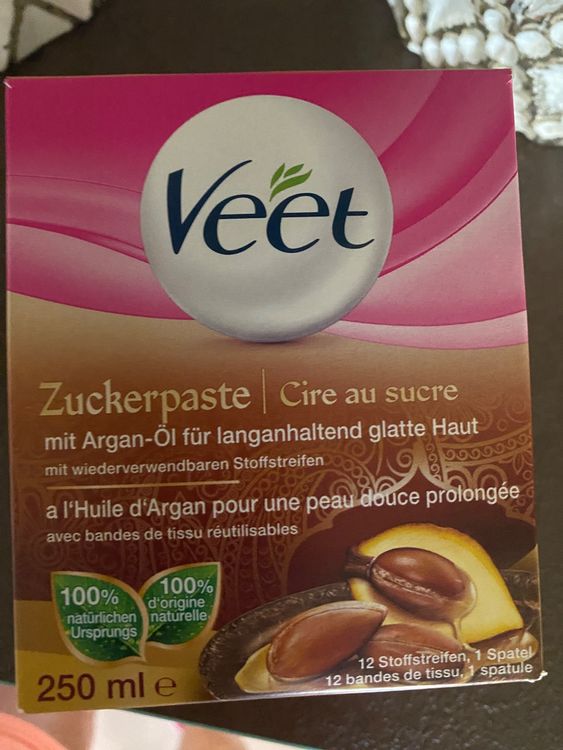 Veet
Zuckerpaste | Cire au sucre
mit Argan-Öl für langanhaltend glatte Haut
mit wiederverwendbaren Stoffstreifen
a l'Huile d'Argan pour une peau douce prolongée
avec bandes de tissu réutilisables
100%
natürlichen
Ursprungs
100%
d'origine
naturelle
12 Stoffstreifen, 1 Spatel
12 bandes de tissu, 1 spatule
250 ml e